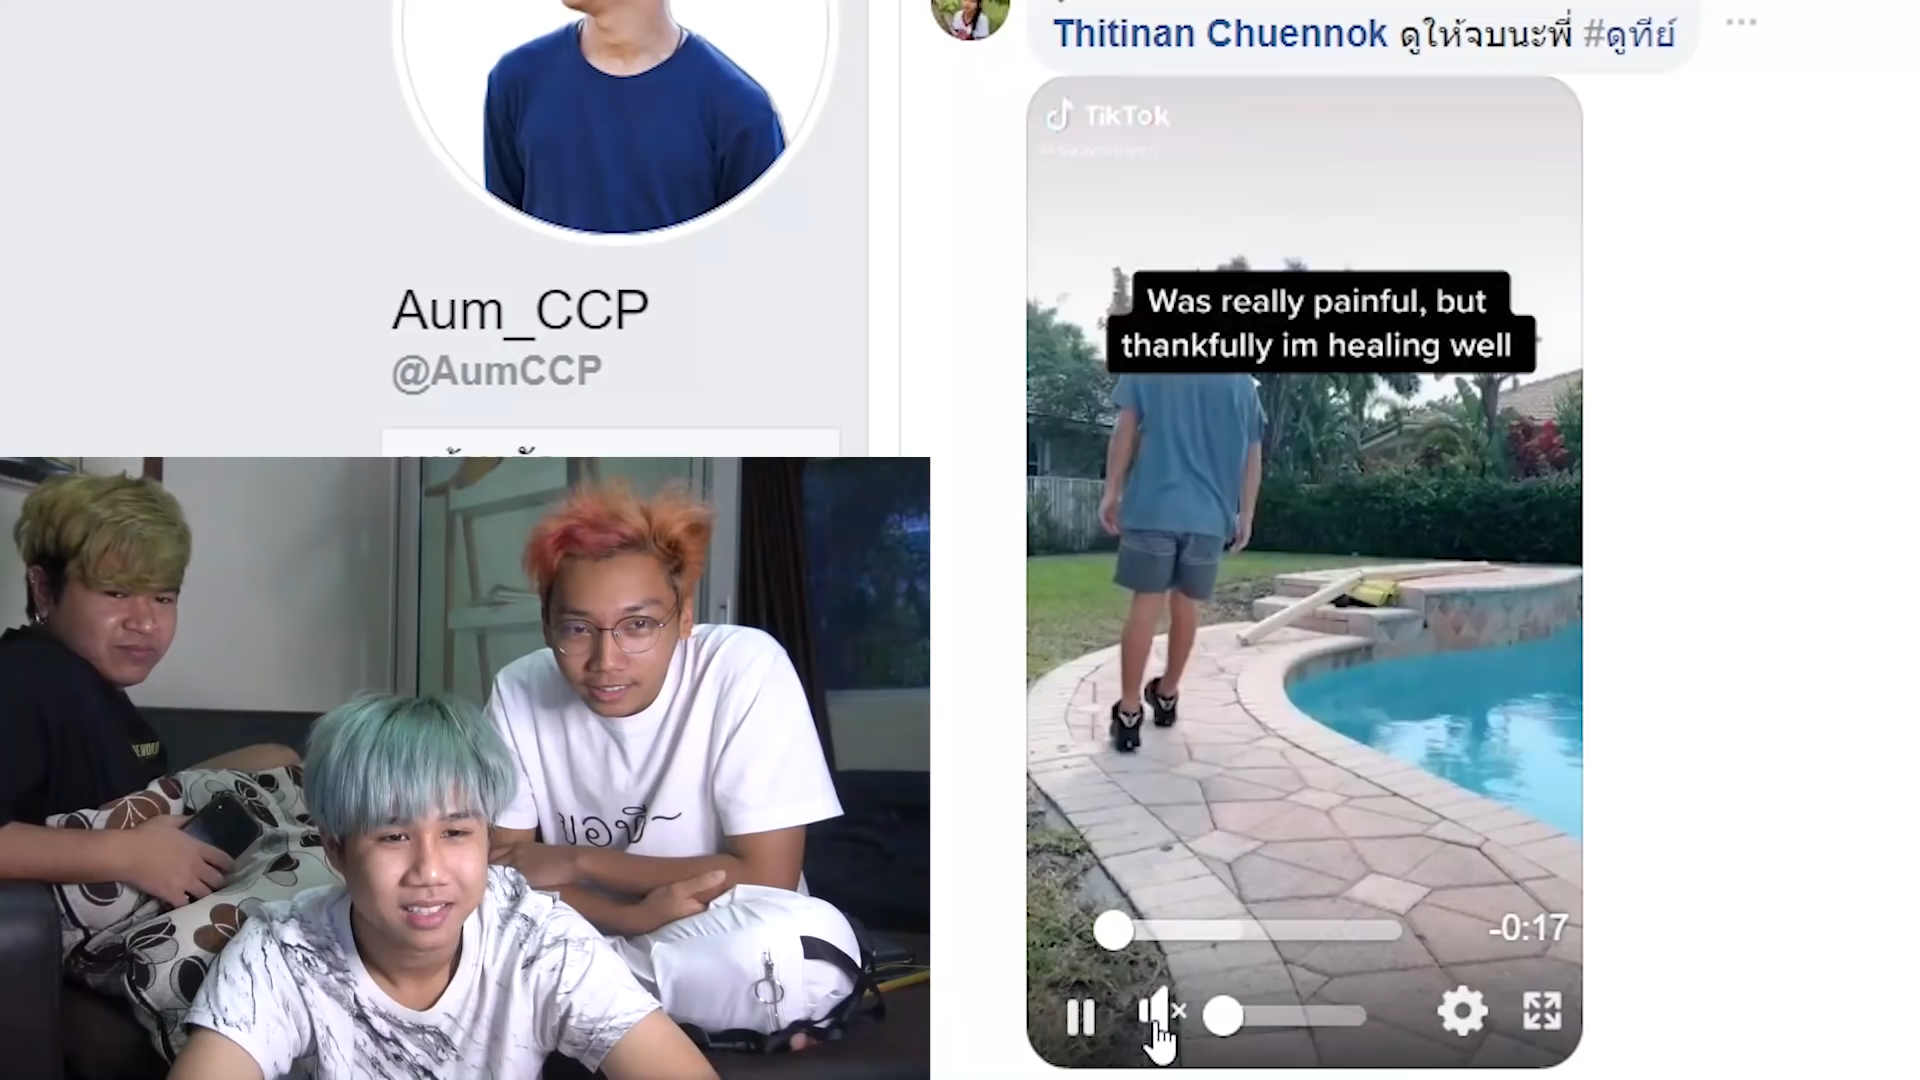 Thitinan Chuennok ดูให้จบนะพี่ #ดูทีย์
TikTok
Was really painful, but
thankfully im healing well
Aum_CCP
@AumCCP
ขอพี~
-0:17